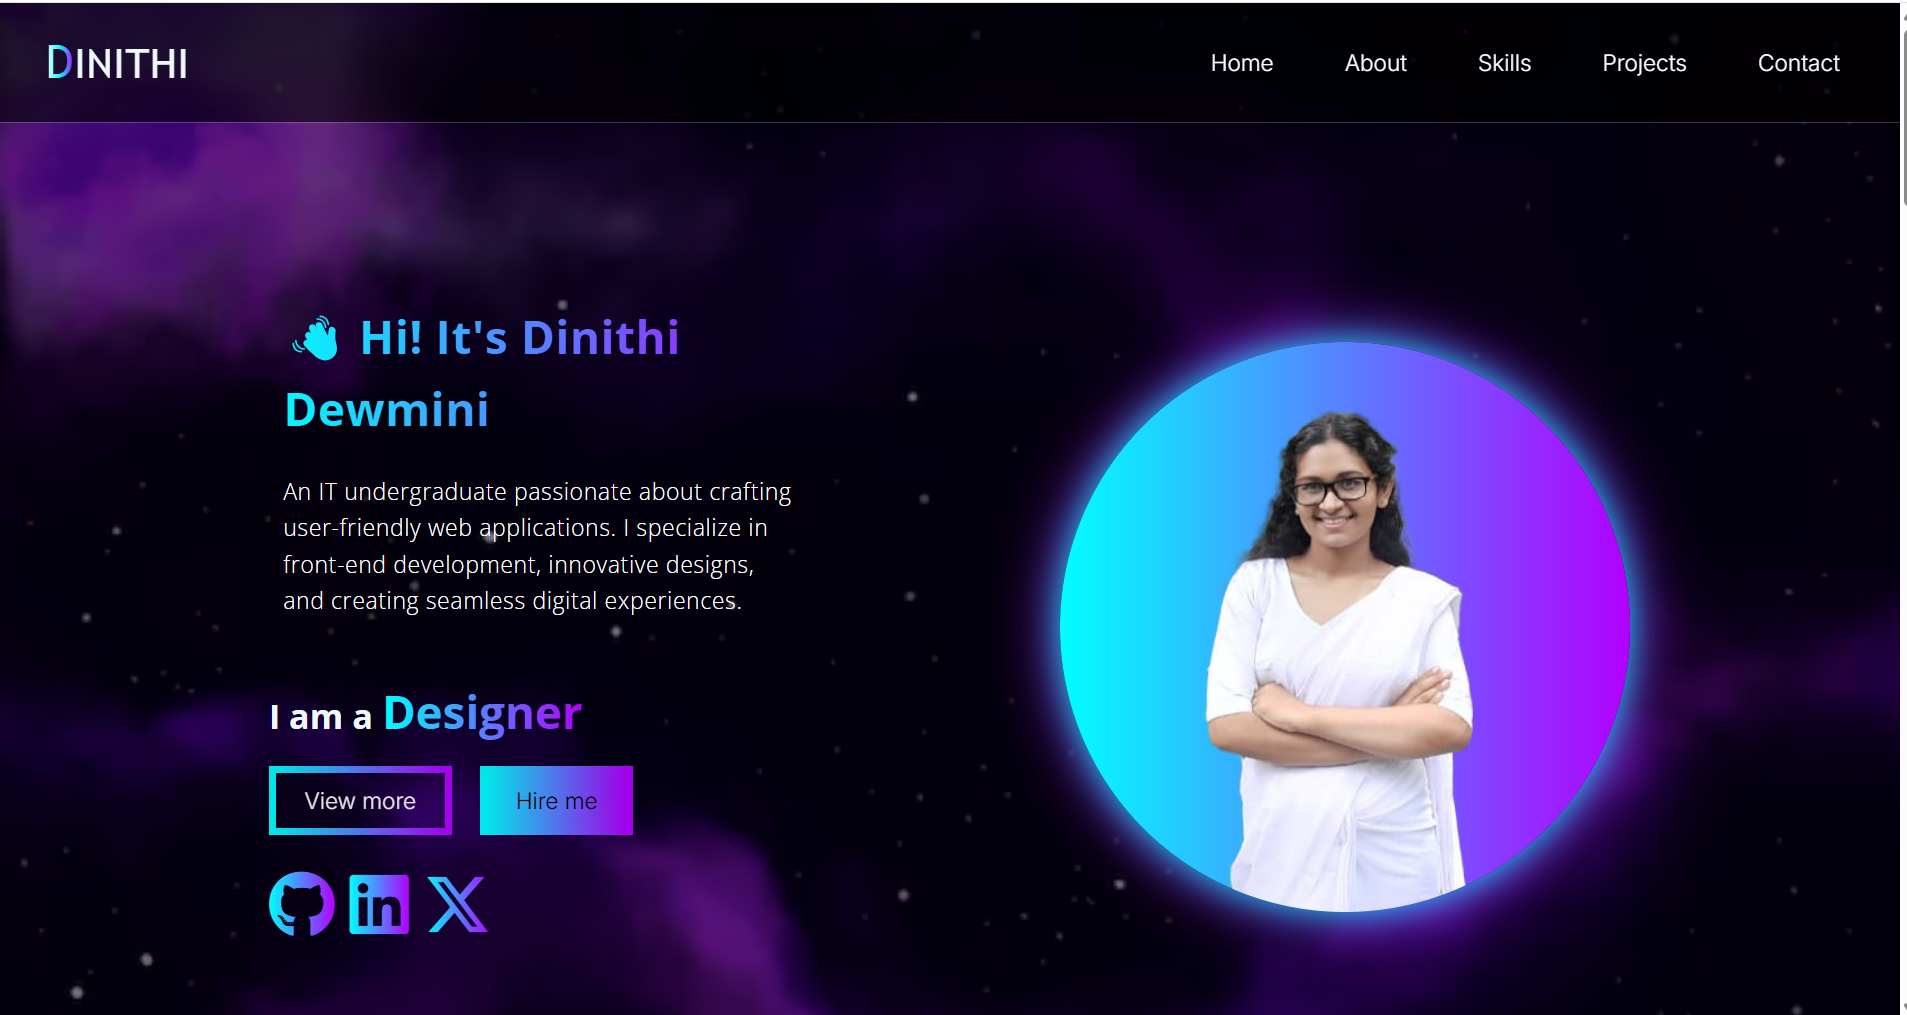 DINITHI
Home About Skills Projects Contact
Hi! It's Dinithi
Dewmini
An IT undergraduate passionate about crafting
user-friendly web applications. I specialize in
front-end development, innovative designs,
and creating seamless digital experiences.
I am a Designer
View more Hire me
in X